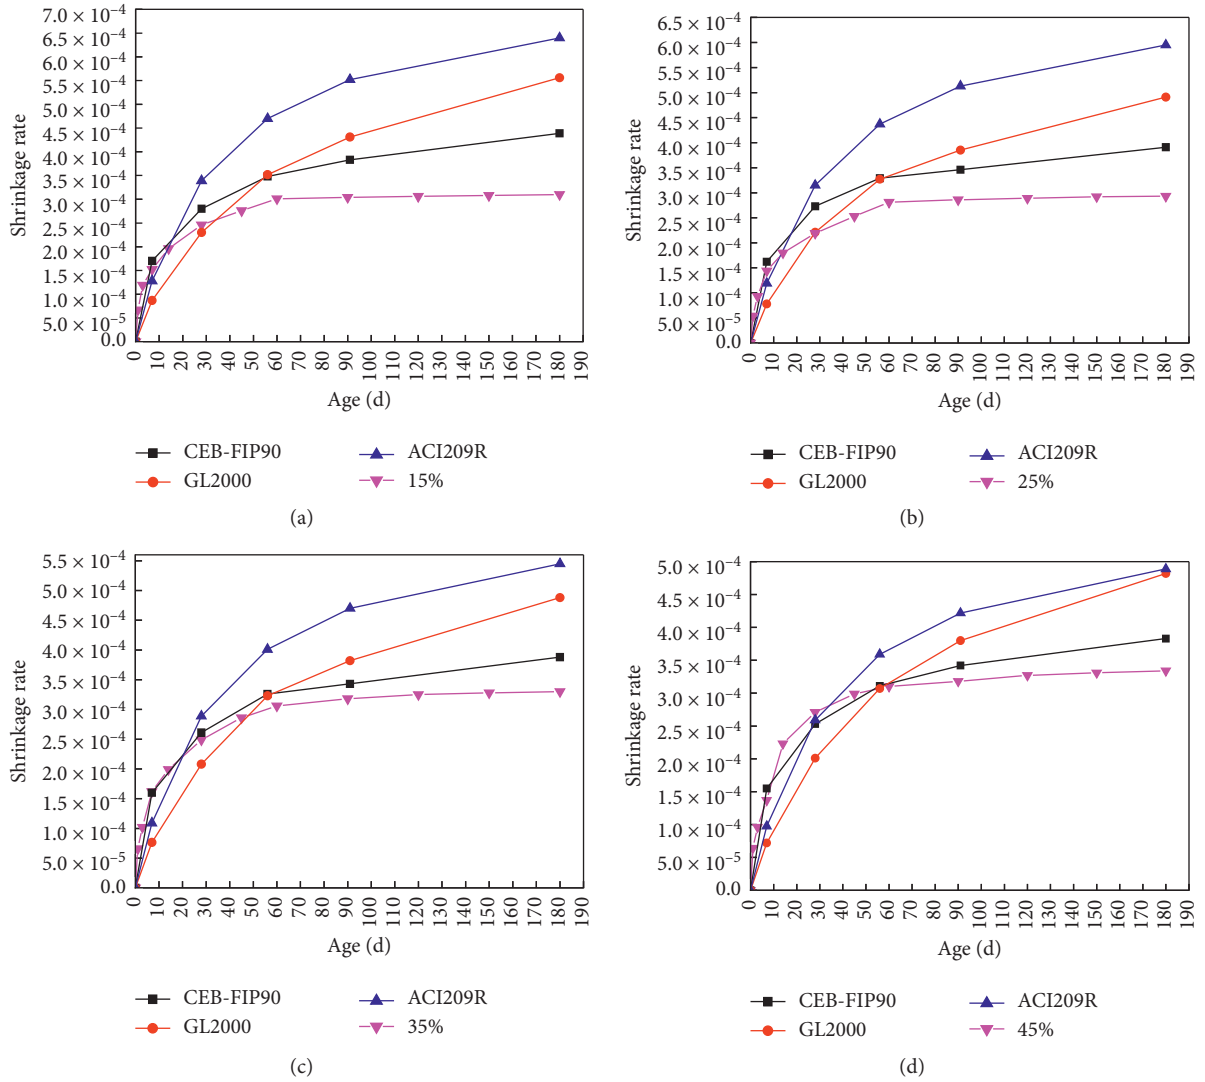 7.0 × 10⁻⁴
6.5 × 10⁻⁴
6.0 × 10⁻⁴
5.5 × 10⁻⁴
5.0 × 10⁻⁴
4.5 × 10⁻⁴
4.0 × 10⁻⁴
3.5 × 10⁻⁴
3.0 × 10⁻⁴
2.5 × 10⁻⁴
2.0 × 10⁻⁴
1.5 × 10⁻⁴
1.0 × 10⁻⁴
5.0 × 10⁻⁵
0.0
Shrinkage rate
0 10 20 30 40 50 60 70 80 90 100 110 120 130 140 150 160 170 180 190
Age (d)
CEB-FIP90 ACI209R
GL2000 15%
(a)
6.5 × 10⁻⁴
6.0 × 10⁻⁴
5.5 × 10⁻⁴
5.0 × 10⁻⁴
4.5 × 10⁻⁴
4.0 × 10⁻⁴
3.5 × 10⁻⁴
3.0 × 10⁻⁴
2.5 × 10⁻⁴
2.0 × 10⁻⁴
1.5 × 10⁻⁴
1.0 × 10⁻⁴
5.0 × 10⁻⁵
0.0
Shrinkage rate
0 10 20 30 40 50 60 70 80 90 100 110 120 130 140 150 160 170 180 190
Age (d)
CEB-FIP90 ACI209R
GL2000 25%
(b)
5.5 × 10⁻⁴
5.0 × 10⁻⁴
4.5 × 10⁻⁴
4.0 × 10⁻⁴
3.5 × 10⁻⁴
3.0 × 10⁻⁴
2.5 × 10⁻⁴
2.0 × 10⁻⁴
1.5 × 10⁻⁴
1.0 × 10⁻⁴
5.0 × 10⁻⁵
0.0
Shrinkage rate
0 10 20 30 40 50 60 70 80 90 100 110 120 130 140 150 160 170 180 190
Age (d)
CEB-FIP90 ACI209R
GL2000 35%
(c)
5.0 × 10⁻⁴
4.5 × 10⁻⁴
4.0 × 10⁻⁴
3.5 × 10⁻⁴
3.0 × 10⁻⁴
2.5 × 10⁻⁴
2.0 × 10⁻⁴
1.5 × 10⁻⁴
1.0 × 10⁻⁴
5.0 × 10⁻⁵
0.0
Shrinkage rate
0 10 20 30 40 50 60 70 80 90 100 110 120 130 140 150 160 170 180 190
Age (d)
CEB-FIP90 ACI209R
GL2000 45%
(d)